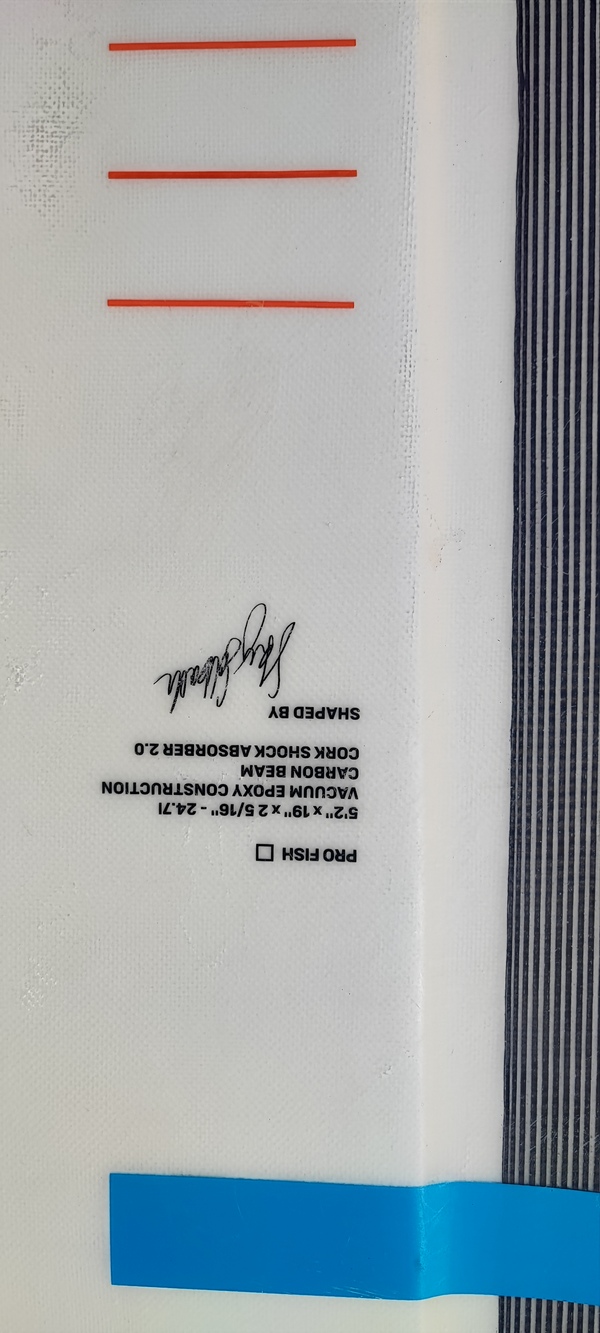 PRO FISH
5'2" x 19" x 2 5/16" - 24.7l
VACUUM EPOXY CONSTRUCTION
CARBON BEAM
CORK SHOCK ABSORBER 2.0
SHAPED BY